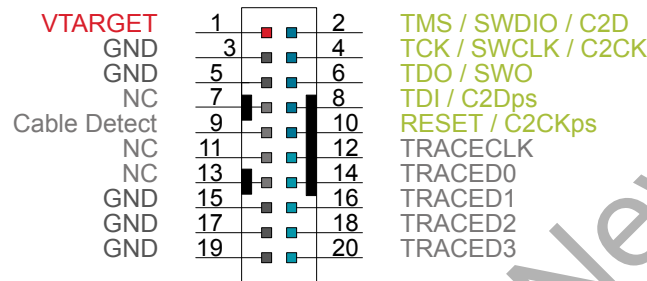 VTARGET 1 2 TMS / SWDIO / C2D
GND 3 4 TCK / SWCLK / C2CK
GND 5 6 TDO / SWO
NC 7 8 TDI / C2Dps
Cable Detect 9 10 RESET / C2CKps
NC 11 12 TRACECLK
NC 13 14 TRACED0
GND 15 16 TRACED1
GND 17 18 TRACED2
GND 19 20 TRACED3
Ne